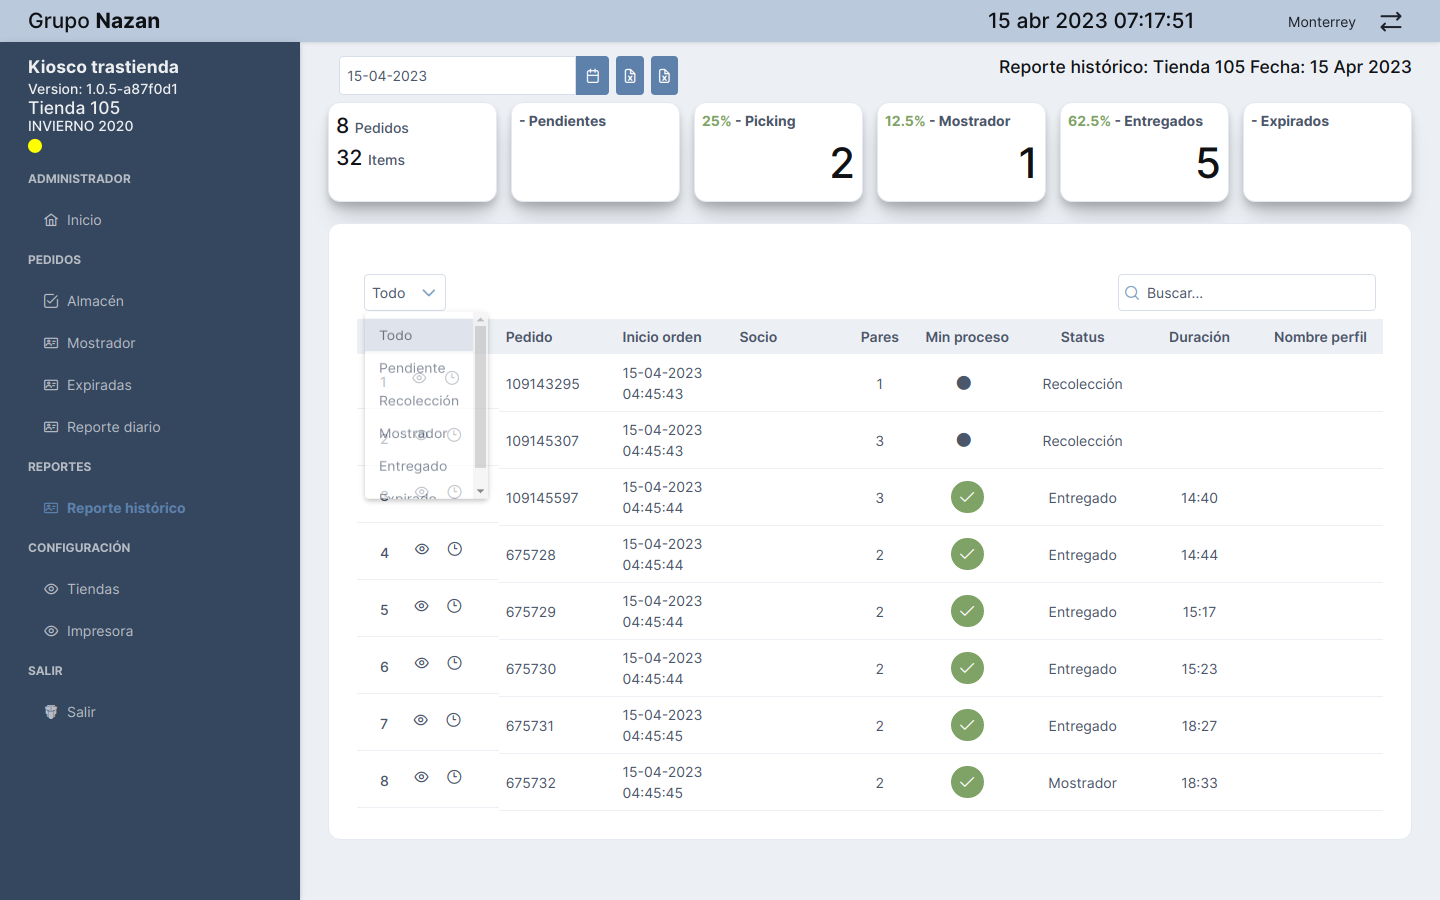 Grupo Nazan
15 abr 2023 07:17:51
Monterrey
Kiosco trastienda
Version: 1.0.5-a87f0d1
Tienda 105
INVIERNO 2020
ADMINISTRADOR
Inicio
PEDIDOS
Almacén
Mostrador
Expiradas
Reporte diario
REPORTES
Reporte histórico
CONFIGURACIÓN
Tiendas
Impresora
SALIR
Salir
15-04-2023
Reporte histórico: Tienda 105 Fecha: 15 Apr 2023
8 Pedidos
32 Items
- Pendientes
25% - Picking
2
12.5% - Mostrador
1
62.5% - Entregados
5
- Expirados
Todo
Buscar...
Todo
Pendiente
Recolección
Mostrador
Entregado
Expirado
Pedido Inicio orden Socio Pares Min proceso Status Duración Nombre perfil
1 109143295 15-04-2023 1 Recolección
04:45:43
2 109145307 15-04-2023 3 Recolección
04:45:43
109145597 15-04-2023 3 Entregado 14:40
04:45:44
4 675728 15-04-2023 2 Entregado 14:44
04:45:44
5 675729 15-04-2023 2 Entregado 15:17
04:45:44
6 675730 15-04-2023 2 Entregado 15:23
04:45:44
7 675731 15-04-2023 2 Entregado 18:27
04:45:45
8 675732 15-04-2023 2 Mostrador 18:33
04:45:45